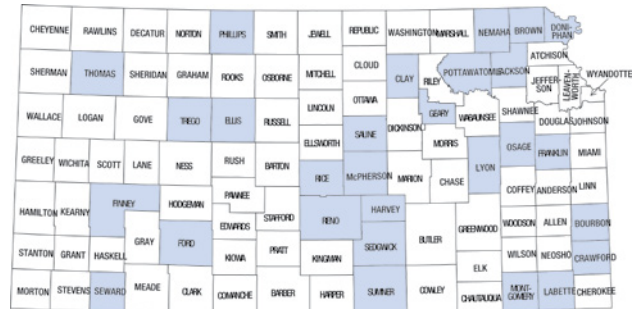 CHEYENNE RAWLINS DECATUR NORTON PHILLIPS SMITH JEWELL REPUBLIC WASHINGTON MARSHALL NEMAHA BROWN DONI-
PHAN
SHERMAN THOMAS SHERIDAN GRAHAM ROOKS OSBORNE MITCHELL CLOUD CLAY RILEY POTTAWATOMIE JACKSON ATCHISON
JEFFER-
SON
LEAVEN-
WORTH
WYANDOTTE
WALLACE LOGAN GOVE TREGO ELLIS RUSSELL LINCOLN OTTAWA DICKINSON GEARY WABAUNSEE SHAWNEE DOUGLAS JOHNSON
GREELEY WICHITA SCOTT LANE NESS RUSH BARTON ELLSWORTH SALINE MORRIS LYON OSAGE FRANKLIN MIAMI
HAMILTON KEARNY FINNEY HODGEMAN PAWNEE STAFFORD RICE McPHERSON MARION CHASE COFFEY ANDERSON LINN
STANTON GRANT HASKELL GRAY FORD EDWARDS KIOWA PRATT RENO KINGMAN HARVEY SEDGWICK BUTLER GREENWOOD WOODSON ALLEN BOURBON
WILSON NEOSHO CRAWFORD
MORTON STEVENS SEWARD MEADE CLARK COMANCHE BARBER HARPER SUMNER COWLEY ELK CHAUTAUQUA MONT-
GOMERY
LABETTE CHEROKEE